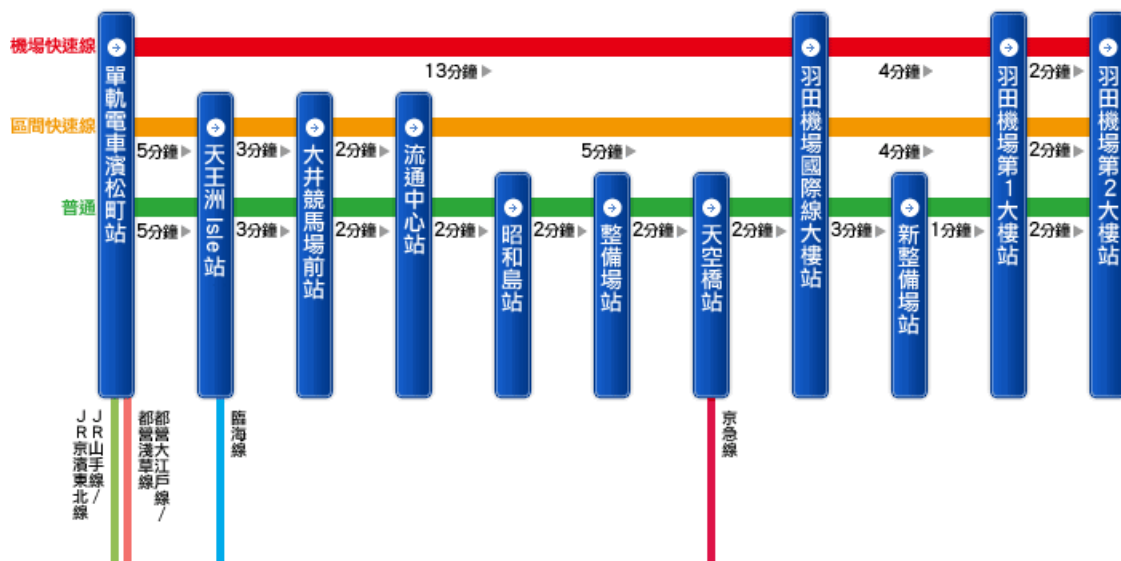 機場快速線
13分鐘
4分鐘
2分鐘
區間快速線
5分鐘
3分鐘
2分鐘
5分鐘
4分鐘
2分鐘
普通
5分鐘
3分鐘
2分鐘
2分鐘
2分鐘
2分鐘
2分鐘
3分鐘
1分鐘
2分鐘
單軌電車濱松町站
天王洲 Isle站
大井競馬場前站
流通中心站
昭和島站
整備場站
天空橋站
羽田機場國際線大樓站
新整備場站
羽田機場第1大樓站
羽田機場第2大樓站
JR山手線/
JR京濱東北線
都營大江戶線/
都營淺草線
臨海線
京急線